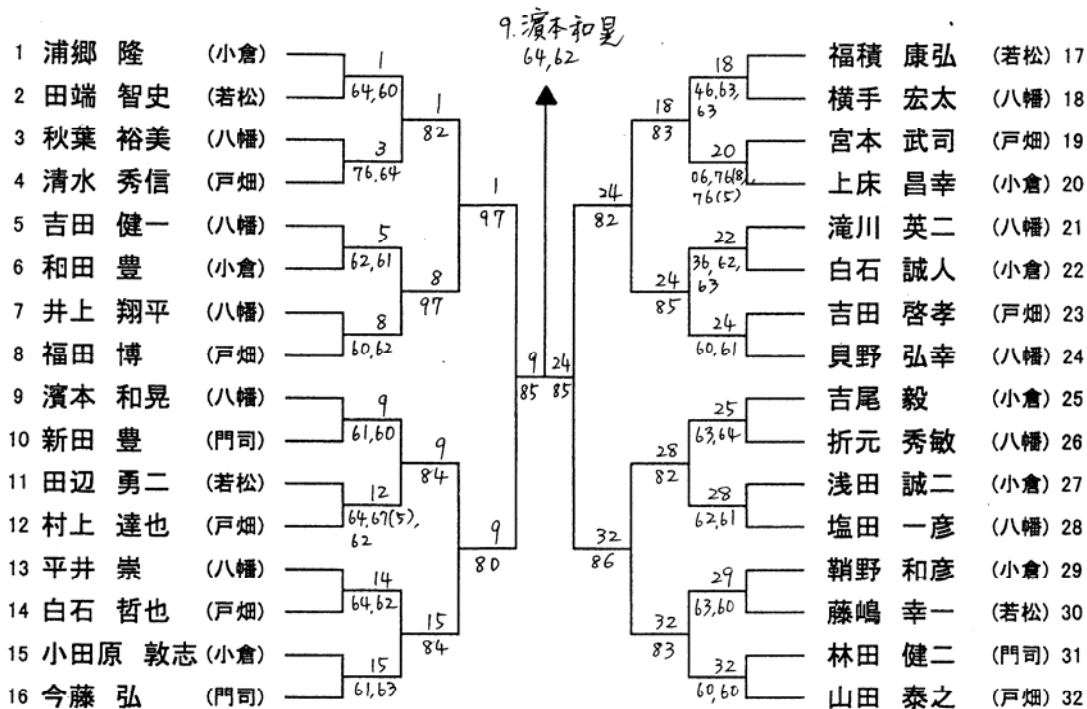 9.濱本和晃
64,62
1 浦郷 隆 (小倉)
2 田端 智史 (若松)
3 秋葉 裕美 (八幡)
4 清水 秀信 (戸畑)
5 吉田 健一 (八幡)
6 和田 豊 (小倉)
7 井上 翔平 (八幡)
8 福田 博 (戸畑)
9 濱本 和晃 (八幡)
10 新田 豊 (門司)
11 田辺 勇二 (若松)
12 村上 達也 (戸畑)
13 平井 崇 (八幡)
14 白石 哲也 (戸畑)
15 小田原 敦志 (小倉)
16 今藤 弘 (門司)
1
64,60
3
76,64
5
62,61
8
60,62
9
61,60
12
64,67(5),
62
14
64,62
15
61,63
1
82
8
97
9
84
15
84
1
97
9
80
9
85
24
85
24
82
32
86
18
83
24
85
28
82
32
83
18
46,63,
63
20
06,76(8),
76(5)
22
36,62,
63
24
60,61
25
63,64
28
62,61
29
63,60
32
60,60
福積 康弘 (若松) 17
横手 宏太 (八幡) 18
宮本 武司 (戸畑) 19
上床 昌幸 (小倉) 20
滝川 英二 (八幡) 21
白石 誠人 (小倉) 22
吉田 啓孝 (戸畑) 23
貝野 弘幸 (八幡) 24
吉尾 毅 (小倉) 25
折元 秀敏 (八幡) 26
浅田 誠二 (小倉) 27
塩田 一彦 (八幡) 28
鞘野 和彦 (小倉) 29
藤嶋 幸一 (若松) 30
林田 健二 (門司) 31
山田 泰之 (戸畑) 32